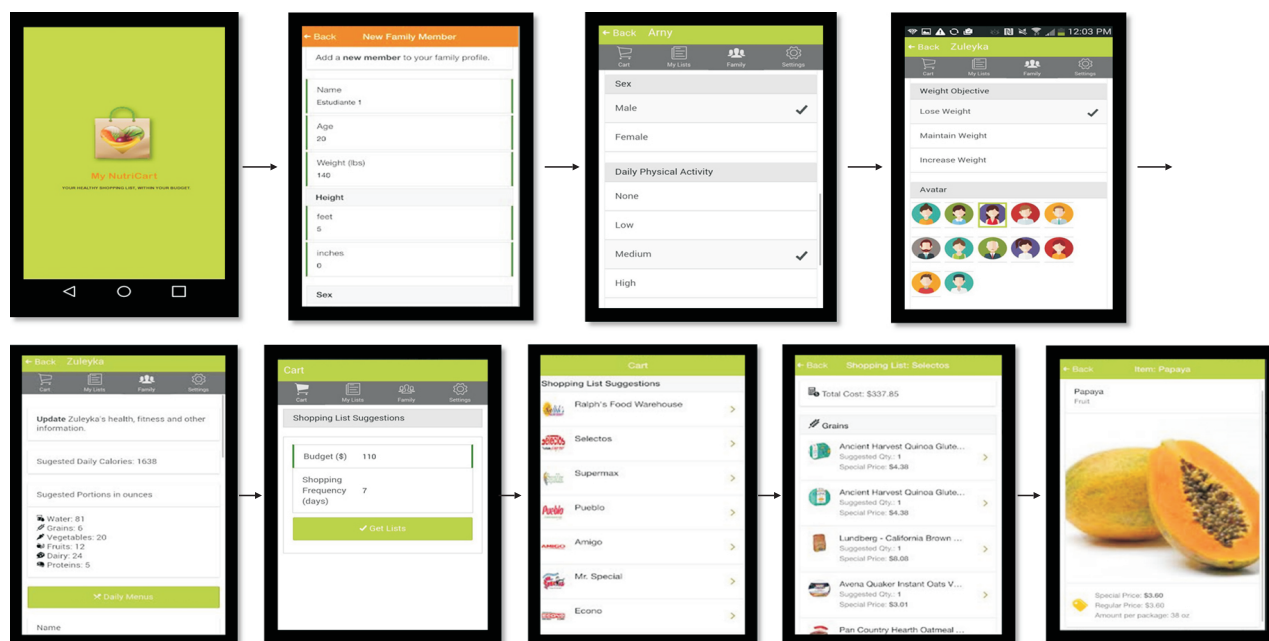 My NutriCart
YOUR HEALTHY SHOPPING LIST, WITHIN YOUR BUDGET
← Back New Family Member
Add a new member to your family profile.
Name
Estudiante 1
Age
20
Weight (lbs)
140
Height
feet
5
inches
0
Sex
← Back Arny
Cart My Lists Family Settings
Sex
Male
Female
Daily Physical Activity
None
Low
Medium
High
12:03 PM
← Back Zuleyka
Cart My Lists Family Settings
Weight Objective
Lose Weight
Maintain Weight
Increase Weight
Avatar
← Back Zuleyka
Cart My Lists Family Settings
Update Zuleyka's health, fitness and other
information.
Sugested Daily Calories: 1638
Sugested Portions in ounces
Water: 81
Grains: 6
Vegetables: 20
Fruits: 12
Dairy: 24
Proteins: 5
Daily Menus
Name
Cart
Cart My Lists Family Settings
Shopping List Suggestions
Budget ($) 110
Shopping
Frequency 7
(days)
Get Lists
Cart
Shopping List Suggestions
Ralph's Food Warehouse
Selectos
Supermax
Pueblo
Amigo
Mr. Special
Econo
← Back Shopping List: Selectos
Total Cost: $337.85
Grains
Ancient Harvest Quinoa Glute...
Suggested Qty.: 1
Special Price: $4.38
Ancient Harvest Quinoa Glute...
Suggested Qty.: 1
Special Price: $4.38
Lundberg - California Brown ...
Suggested Qty.: 1
Special Price: $6.08
Avena Quaker Instant Oats V...
Suggested Qty.: 1
Special Price: $3.01
Pan Country Hearth Oatmeal ...
← Back Item: Papaya
Papaya
Fruit
Special Price: $3.60
Regular Price: $3.60
Amount per package: 38 oz